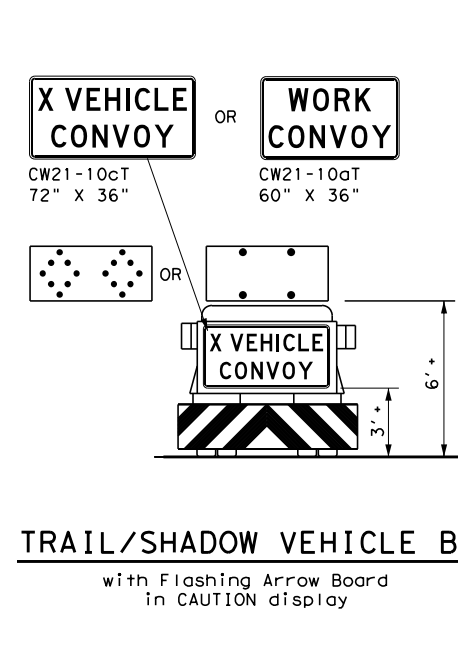 X VEHICLE
CONVOY
OR
WORK
CONVOY
CW21-10cT
72" X 36"
CW21-10aT
60" X 36"
OR
X VEHICLE
CONVOY
3' +
6' +
TRAIL/SHADOW VEHICLE B
with Flashing Arrow Board
in CAUTION display